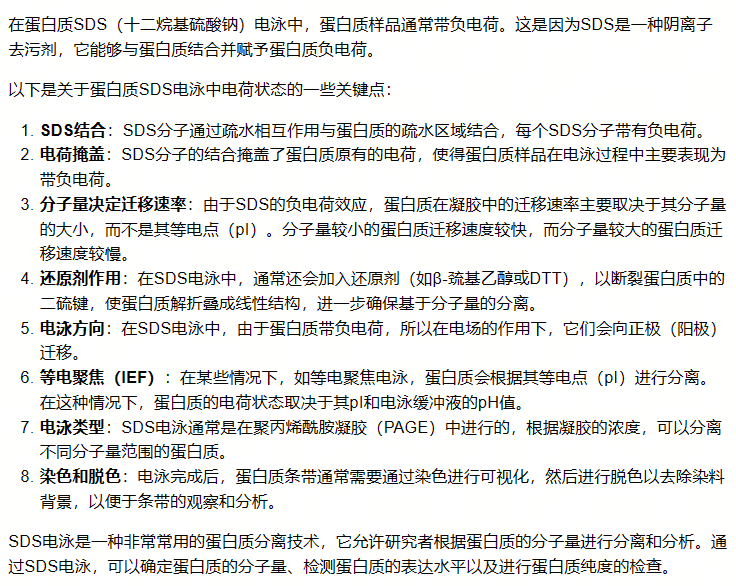 在蛋白质SDS（十二烷基硫酸钠）电泳中，蛋白质样品通常带负电荷。这是因为SDS是一种阴离子
去污剂，它能够与蛋白质结合并赋予蛋白质负电荷。
以下是关于蛋白质SDS电泳中电荷状态的一些关键点：
1. SDS结合：SDS分子通过疏水相互作用与蛋白质的疏水区域结合，每个SDS分子带有负电荷。
2. 电荷掩盖：SDS分子的结合掩盖了蛋白质原有的电荷，使得蛋白质样品在电泳过程中主要表现为
带负电荷。
3. 分子量决定迁移速率：由于SDS的负电荷效应，蛋白质在凝胶中的迁移速率主要取决于其分子量
的大小，而不是其等电点（pI）。分子量较小的蛋白质迁移速度较快，而分子量较大的蛋白质迁
移速度较慢。
4. 还原剂作用：在SDS电泳中，通常还会加入还原剂（如β-巯基乙醇或DTT），以断裂蛋白质中的
二硫键，使蛋白质解折叠成线性结构，进一步确保基于分子量的分离。
5. 电泳方向：在SDS电泳中，由于蛋白质带负电荷，所以在电场的作用下，它们会向正极（阳极）
迁移。
6. 等电聚焦（IEF）：在某些情况下，如等电聚焦电泳，蛋白质会根据其等电点（pI）进行分离。
在这种情况下，蛋白质的电荷状态取决于其pI和电泳缓冲液的pH值。
7. 电泳类型：SDS电泳通常是在聚丙烯酰胺凝胶（PAGE）中进行的，根据凝胶的浓度，可以分离
不同分子量范围的蛋白质。
8. 染色和脱色：电泳完成后，蛋白质条带通常需要通过染色进行可视化，然后进行脱色以去除染料
背景，以便于条带的观察和分析。
SDS电泳是一种非常常用的蛋白质分离技术，它允许研究者根据蛋白质的分子量进行分离和分析。通
过SDS电泳，可以确定蛋白质的分子量、检测蛋白质的表达水平以及进行蛋白质纯度的检查。